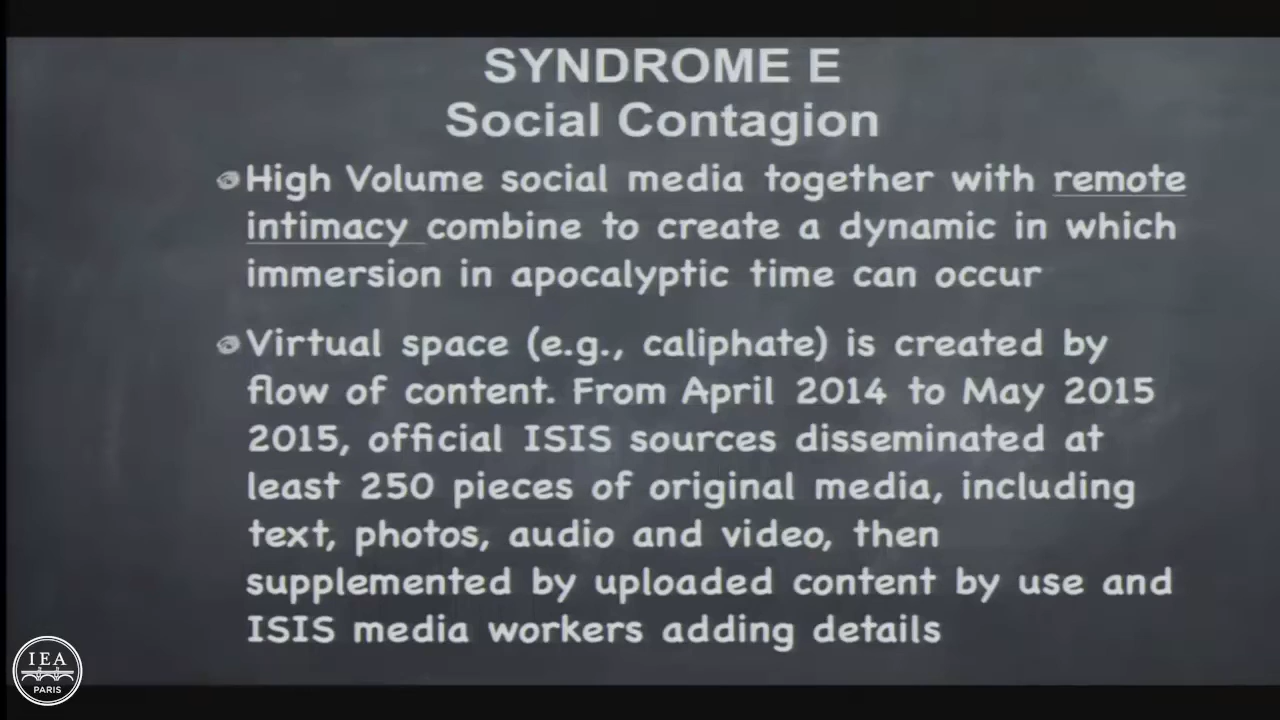 SYNDROME E
Social Contagion
High Volume social media together with remote
intimacy combine to create a dynamic in which
immersion in apocalyptic time can occur
Virtual space (e.g., caliphate) is created by
flow of content. From April 2014 to May 2015
2015, official ISIS sources disseminated at
least 250 pieces of original media, including
text, photos, audio and video, then
supplemented by uploaded content by use and
ISIS media workers adding details
IEA
PARIS